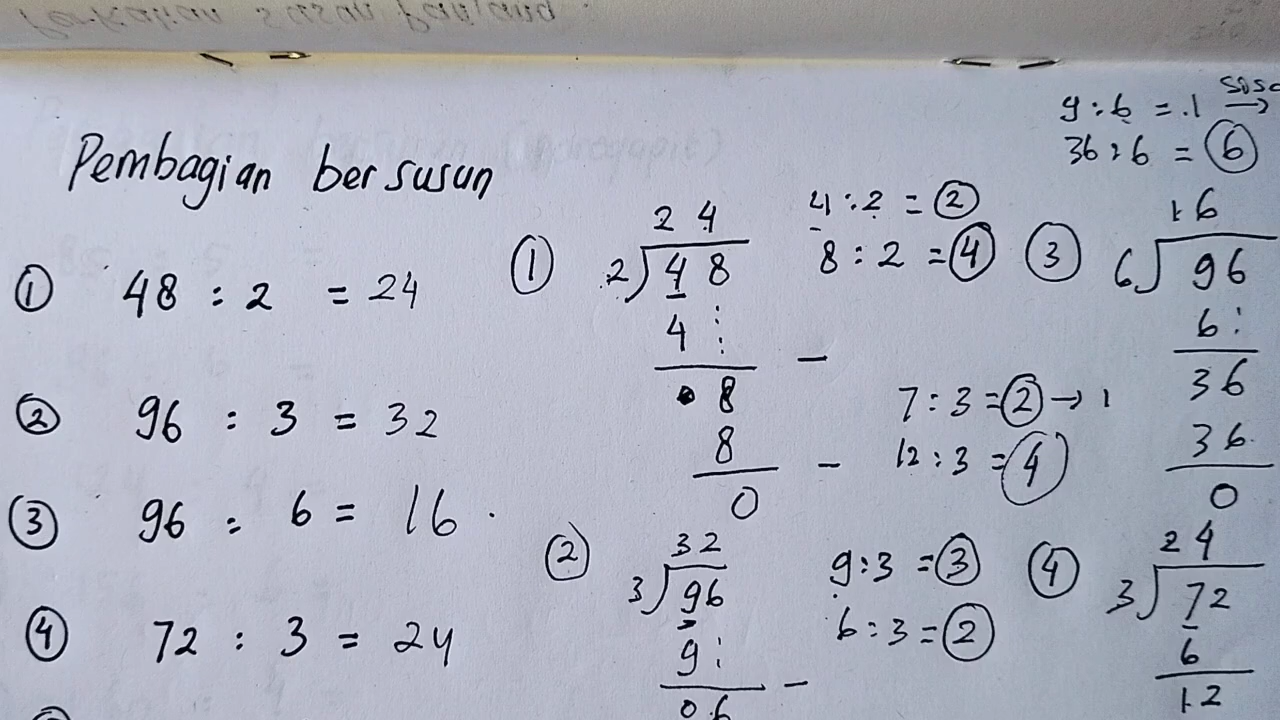 Pembagian bersusun
① 48 : 2 = 24
② 96 : 3 = 32
③ 96 : 6 = 16
④ 72 : 3 = 24
①
24
2) 48
4
8
8
0
4 : 2 = ②
8 : 2 = ④
②
32
3) 96
9
06
9 : 3 = ③
6 : 3 = ②
9 : 6 = 1 →
36 : 6 = ⑥
③
16
6) 96
6
36
36
0
7 : 3 = ② → 1
12 : 3 = ④
④
24
3) 72
6
12